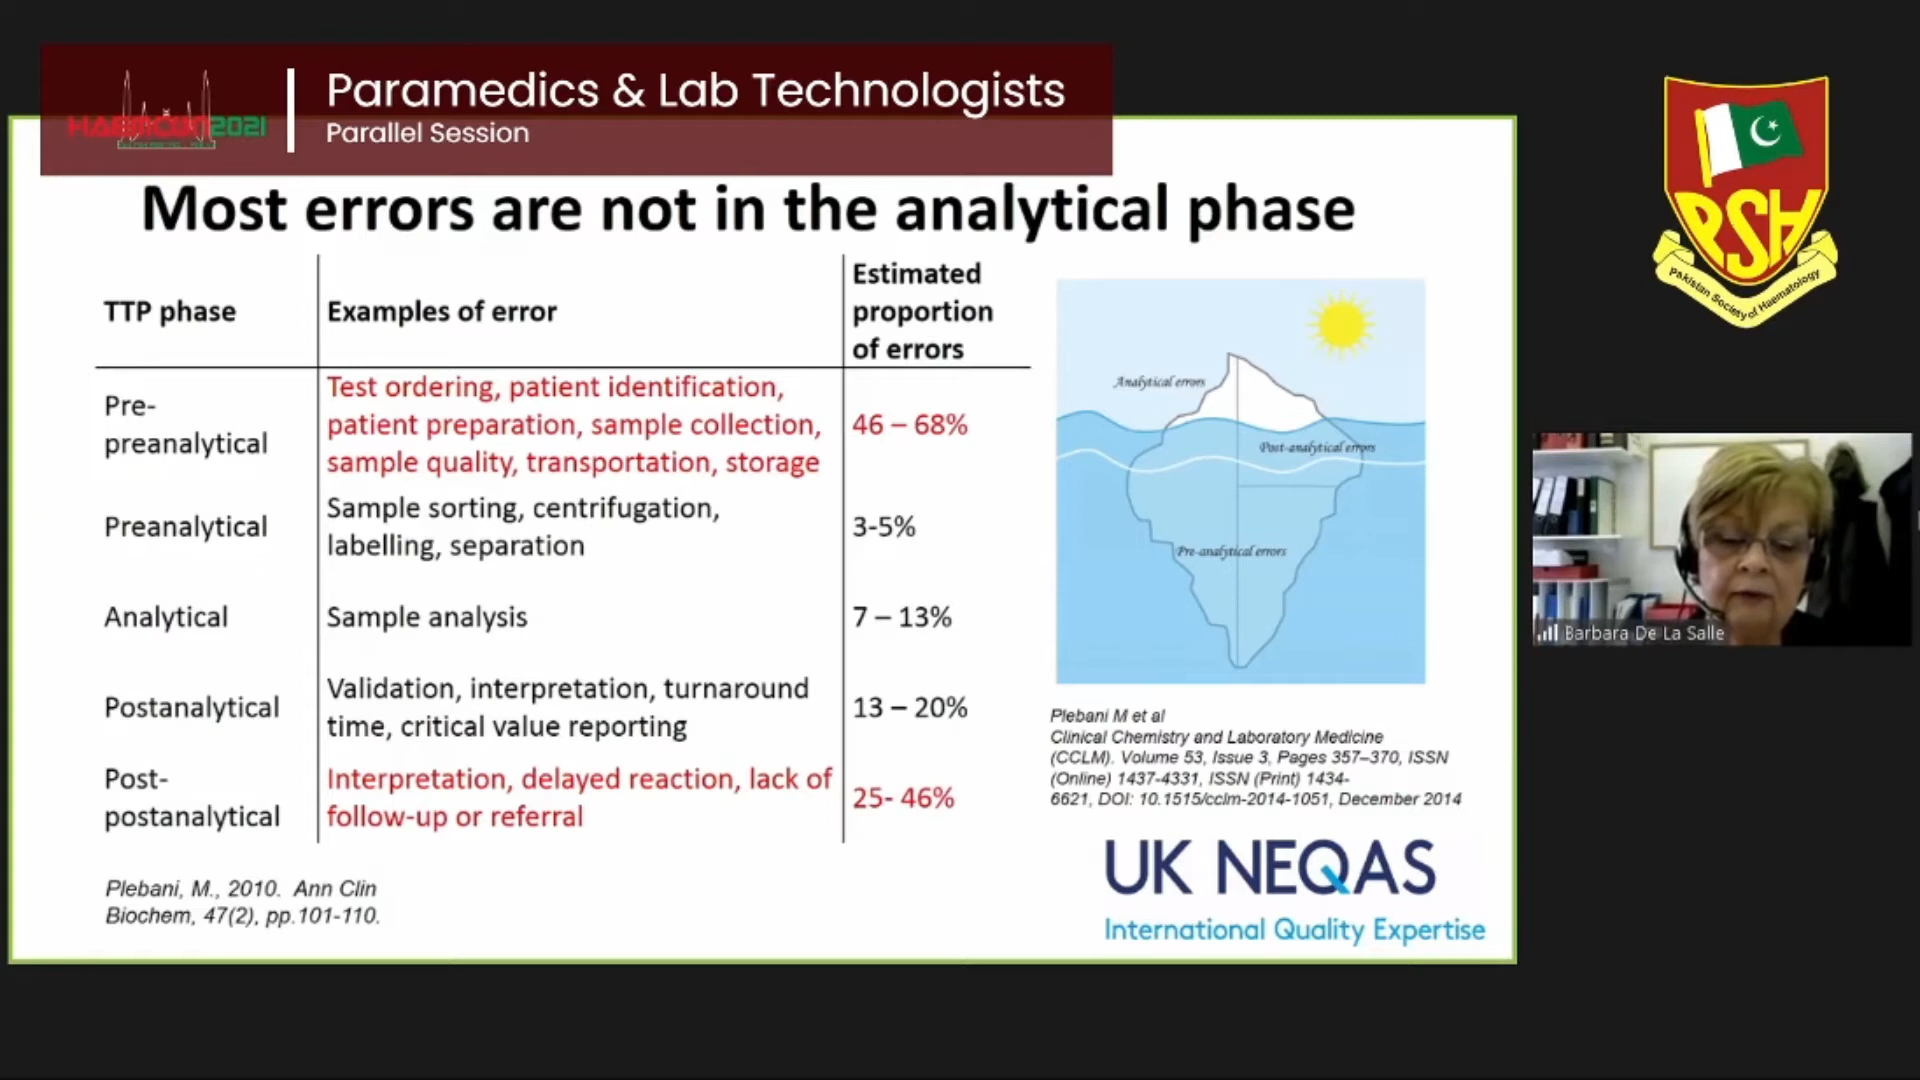 HAEMCON2021
Paramedics & Lab Technologists
Parallel Session
Most errors are not in the analytical phase
TTP phase
Examples of error
Estimated
proportion
of errors
Pre-
preanalytical
Test ordering, patient identification,
patient preparation, sample collection,
sample quality, transportation, storage
46 – 68%
Preanalytical
Sample sorting, centrifugation,
labelling, separation
3-5%
Analytical
Sample analysis
7 – 13%
Postanalytical
Validation, interpretation, turnaround
time, critical value reporting
13 – 20%
Post-
postanalytical
Interpretation, delayed reaction, lack of
follow-up or referral
25- 46%
Plebani, M., 2010. Ann Clin
Biochem, 47(2), pp.101-110.
Analytical errors
Post-analytical errors
Pre-analytical errors
Plebani M et al
Clinical Chemistry and Laboratory Medicine
(CCLM). Volume 53, Issue 3, Pages 357–370, ISSN
(Online) 1437-4331, ISSN (Print) 1434-
6621, DOI: 10.1515/cclm-2014-1051, December 2014
UK NEQAS
International Quality Expertise
PSH
Pakistan Society of Haematology
Barbara De La Salle